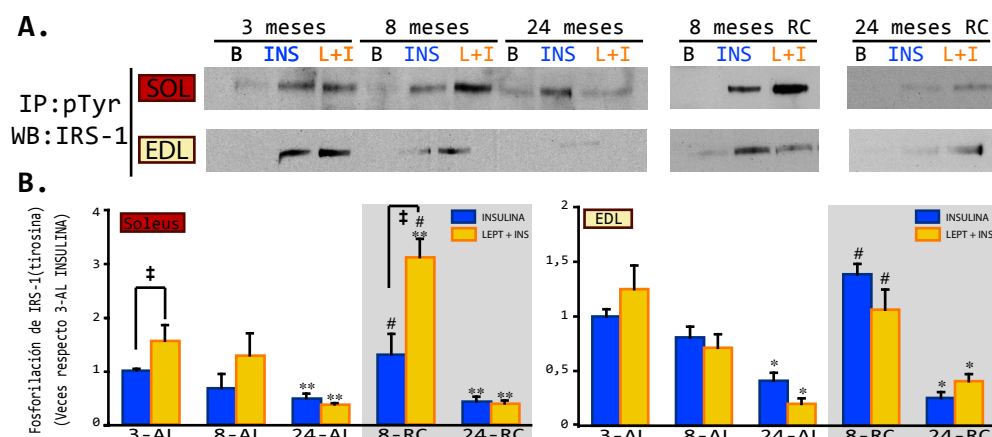 A.
3 meses 8 meses 24 meses 8 meses RC 24 meses RC
B INS L+I B INS L+I B INS L+I B INS L+I B INS L+I
IP:pTyr
WB:IRS-1
SOL
EDL
B.
Fosforilación de IRS-1(tirosina)
(Veces respecto 3-AL INSULINA)
Soleus
INSULINA
LEPT + INS
4
3
2
1
0
‡
** **
#
‡
#
**
** **
3-AL 8-AL 24-AL 8-RC 24-RC
EDL
INSULINA
LEPT + INS
2
1,5
1
0,5
0
*
*
#
#
*
*
3-AL 8-AL 24-AL 8-RC 24-RC